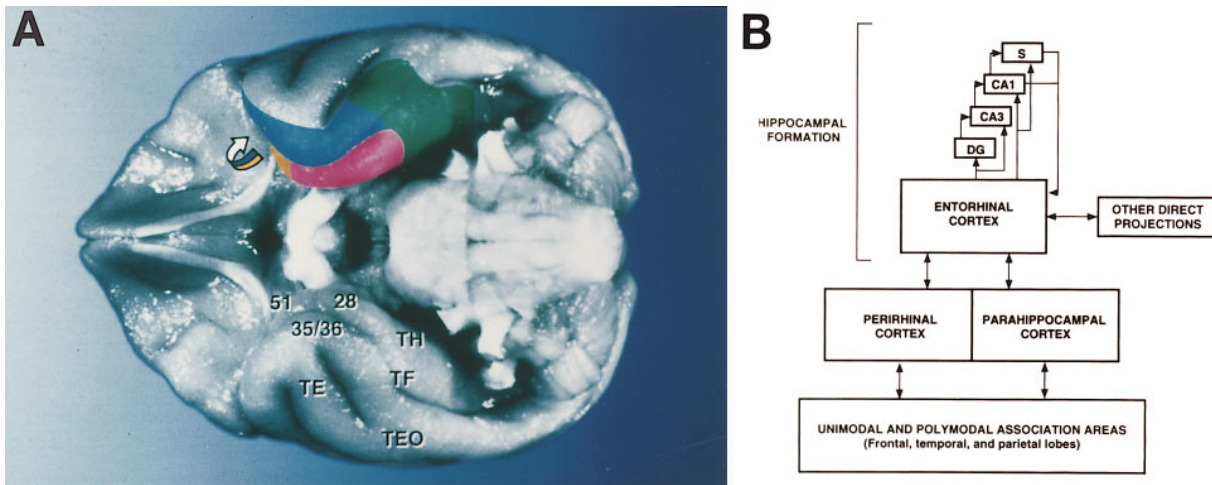 A
51
28
35/36
TH
TE
TF
TEO
B
HIPPOCAMPAL
FORMATION
S
CA1
CA3
DG
ENTORHINAL
CORTEX
OTHER DIRECT
PROJECTIONS
PERIRHINAL
CORTEX
PARAHIPPOCAMPAL
CORTEX
UNIMODAL AND POLYMODAL ASSOCIATION AREAS
(Frontal, temporal, and parietal lobes)